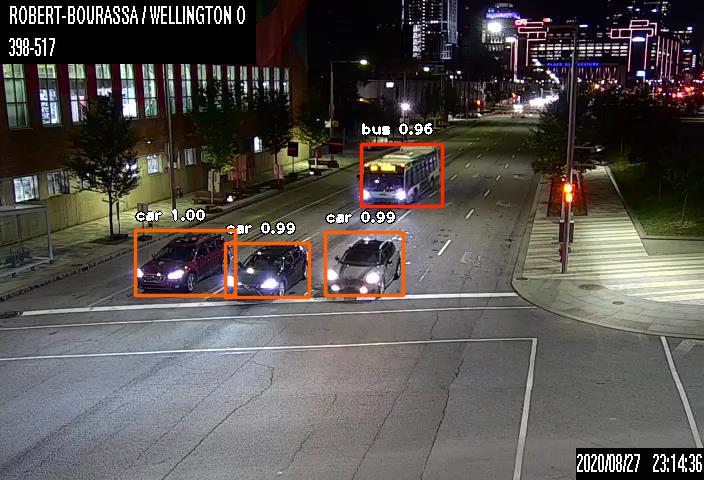 ROBERT-BOURASSA / WELLINGTON O
398-517
bus 0.96
car 1.00
car 0.99
car 0.99
2020/08/27 23:14:36